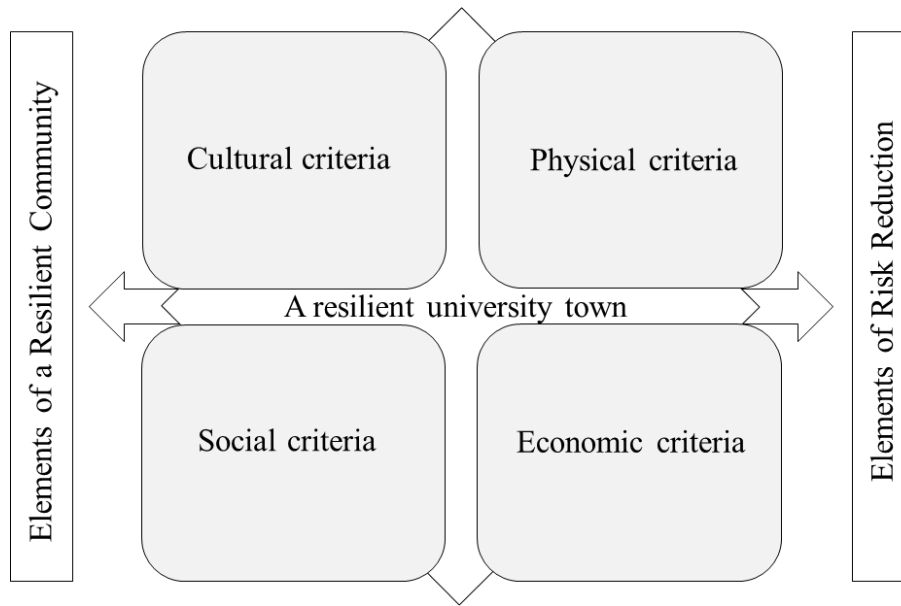 Elements of a Resilient Community
Cultural criteria
Physical criteria
A resilient university town
Social criteria
Economic criteria
Elements of Risk Reduction